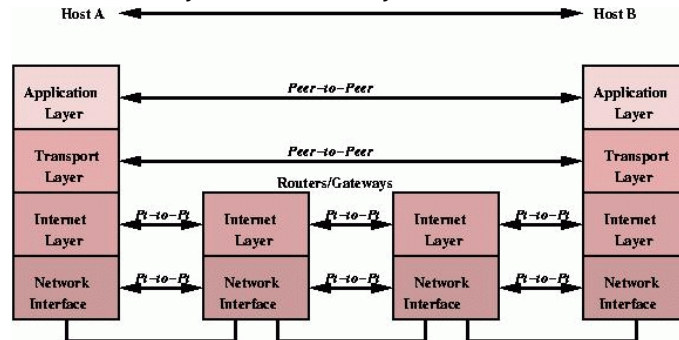 Host A Host B
Peer-to-Peer
Application Layer Application Layer
Peer-to-Peer
Transport Layer Transport Layer
Routers/Gateways
Pt-to-Pt Pt-to-Pt Pt-to-Pt
Internet Layer Internet Layer Internet Layer Internet Layer
Pt-to-Pt Pt-to-Pt Pt-to-Pt
Network Interface Network Interface Network Interface Network Interface